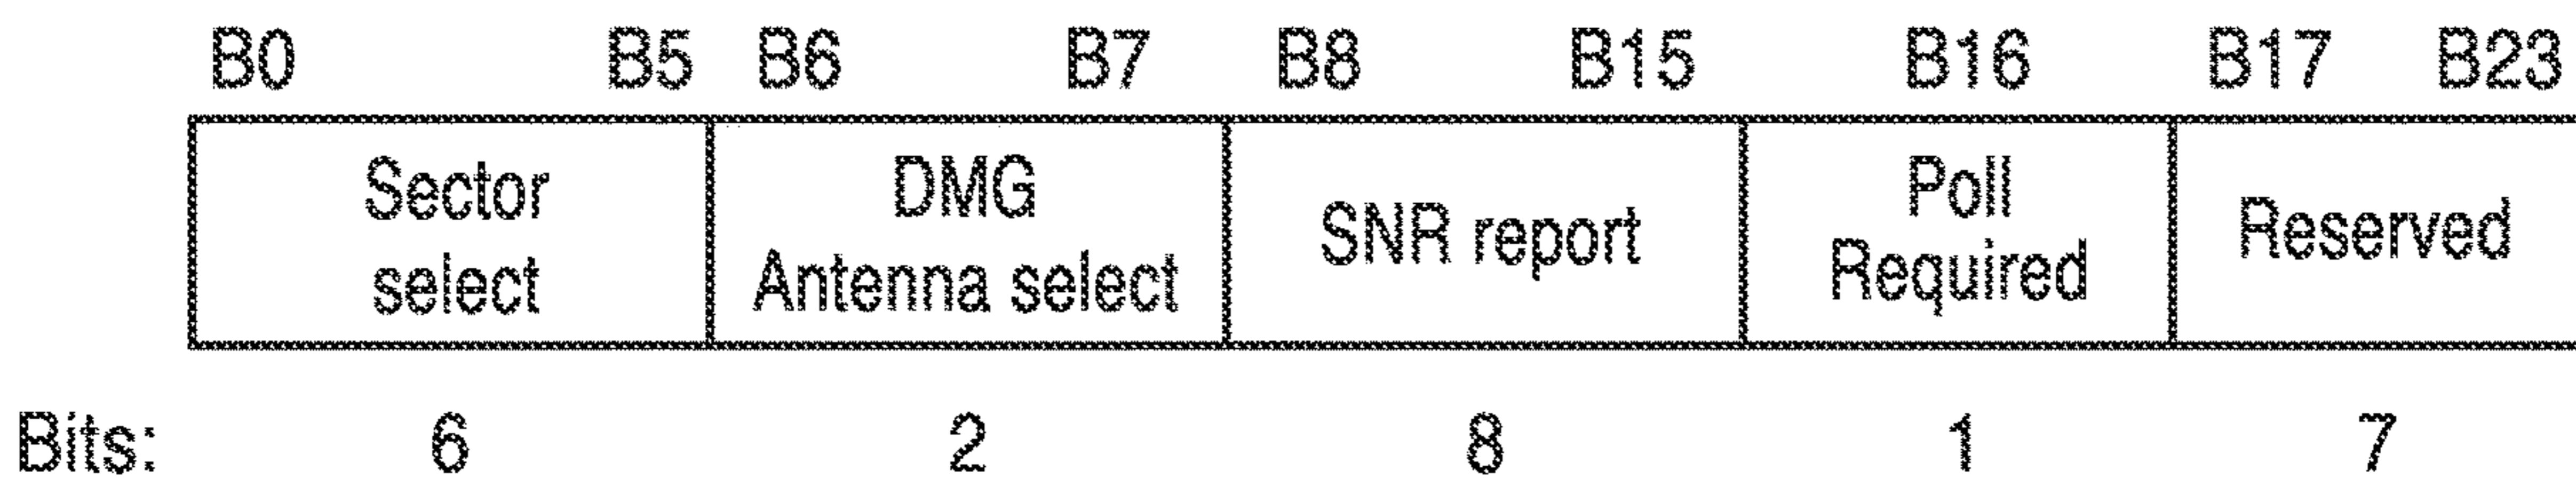 B0 B5 B6 B7 B8 B15 B16 B17 B23
Sector select
DMG Antenna select
SNR report
Poll Required
Reserved
Bits: 6 2 8 1 7